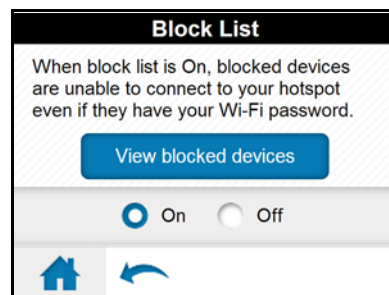 Block List
When block list is On, blocked devices
are unable to connect to your hotspot
even if they have your Wi-Fi password.
View blocked devices
On Off